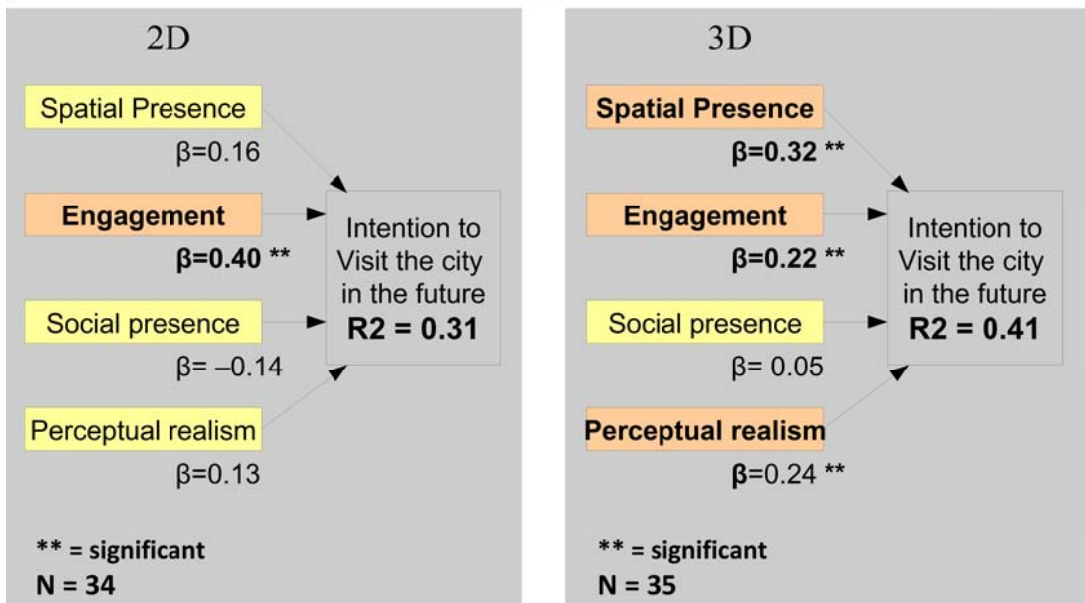 2D
Spatial Presence
β=0.16
Engagement
β=0.40 **
Social presence
β= –0.14
Perceptual realism
β=0.13
Intention to
Visit the city
in the future
R2 = 0.31
** = significant
N = 34
3D
Spatial Presence
β=0.32 **
Engagement
β=0.22 **
Social presence
β= 0.05
Perceptual realism
β=0.24 **
Intention to
Visit the city
in the future
R2 = 0.41
** = significant
N = 35